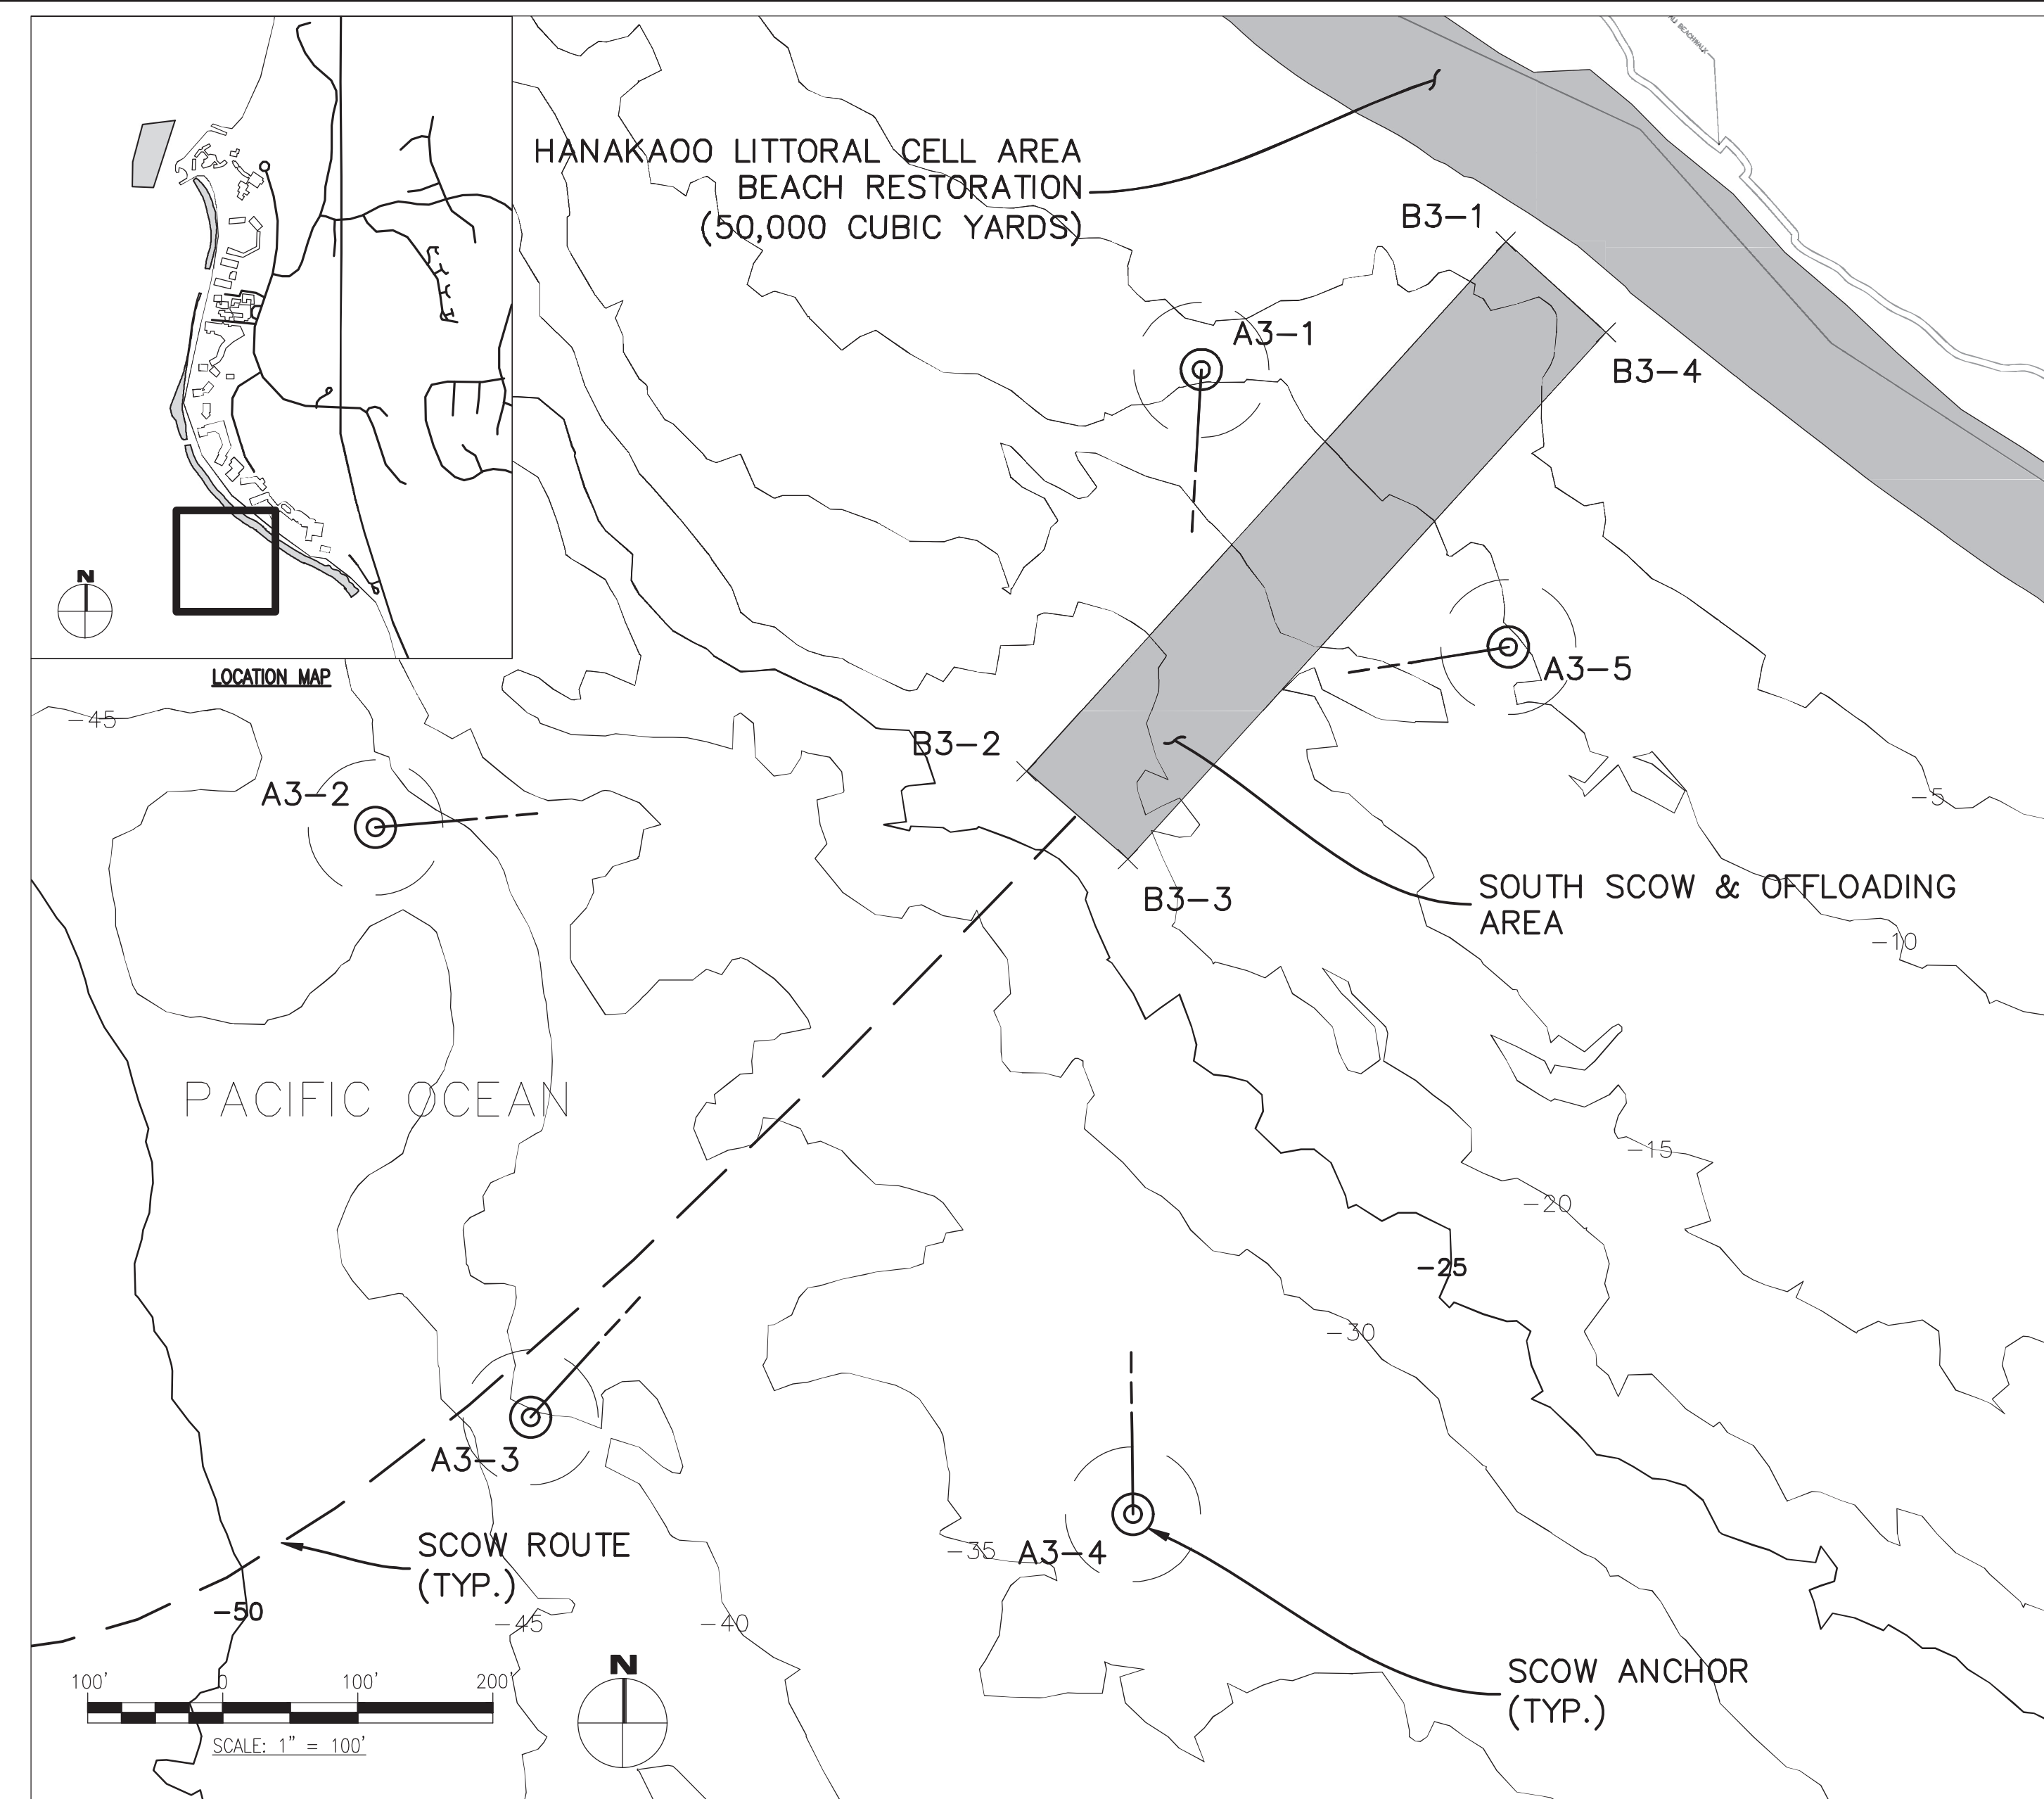 ALL BEACHWALK
HANAKAOO LITTORAL CELL AREA
BEACH RESTORATION
(50,000 CUBIC YARDS)
B3-1
A3-1
B3-4
N
LOCATION MAP
A3-5
-45
B3-2
A3-2
-5
B3-3
SOUTH SCOW & OFFLOADING
AREA
-10
PACIFIC OCEAN
-15
-20
-25
-30
A3-3
SCOW ROUTE
(TYP.)
-35
A3-4
-50
-45
-40
N
SCOW ANCHOR
(TYP.)
100' 0 100' 200'
SCALE: 1" = 100'